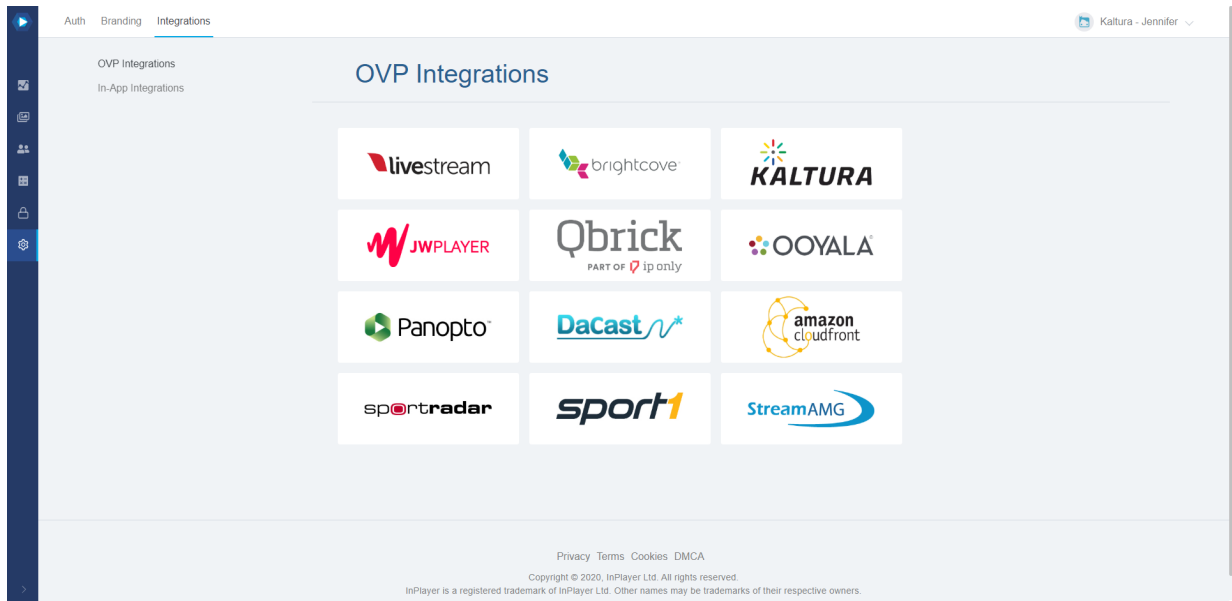 Auth Branding Integrations
Kaltura - Jennifer
OVP Integrations
In-App Integrations
OVP Integrations
livestream
brightcove
KALTURA
JWPLAYER
Qbrick
PART OF ip only
OOYALA®
Panopto™
DaCast
amazon
cloudfront
sportradar
sport1
StreamAMG
Privacy Terms Cookies DMCA
Copyright © 2020, InPlayer Ltd. All rights reserved.
InPlayer is a registered trademark of InPlayer Ltd. Other names may be trademarks of their respective owners.